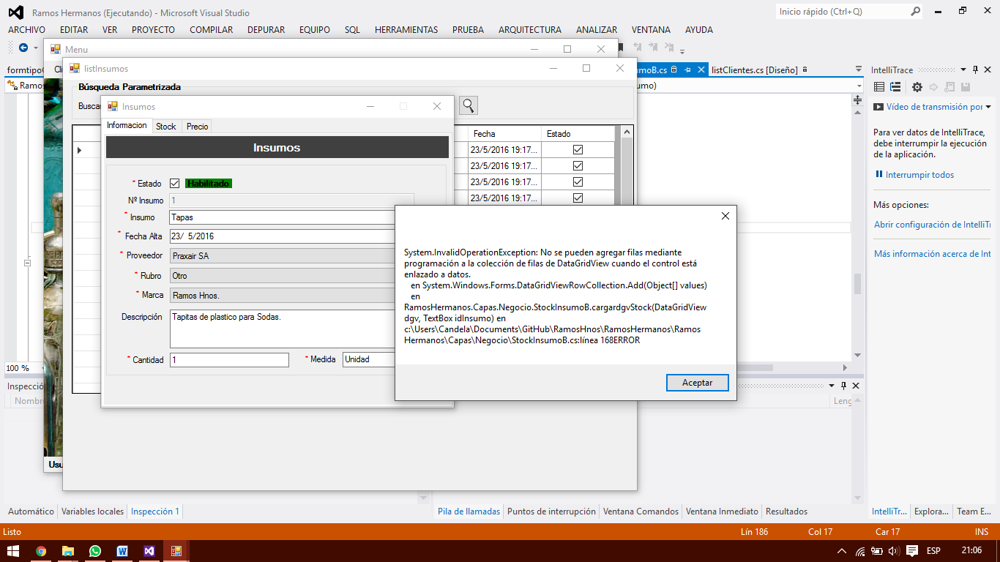 Ramos Hermanos (Ejecutando) - Microsoft Visual Studio
Inicio rápido (Ctrl+Q)
ARCHIVO EDITAR VER PROYECTO COMPILAR DEPURAR EQUIPO SQL HERRAMIENTAS PRUEBA ARQUITECTURA ANALIZAR VENTANA AYUDA
Menu
listInsumos
formtipo
umoB.cs
listClientes.cs [Diseño]
IntelliTrace
Ramos
umo)
Búsqueda Parametrizada
Buscar
Insumos
Informacion Stock Precio
Insumos
* Estado Habilitado
Nº Insumo 1
* Insumo Tapas
* Fecha Alta 23/ 5/2016
* Proveedor Praxair SA
* Rubro Otro
* Marca Ramos Hnos.
Descripción Tapitas de plastico para Sodas.
* Cantidad 1 * Medida Unidad
Fecha Estado
23/5/2016 19:17...
23/5/2016 19:17...
23/5/2016 19:17...
23/5/2016 19:17...
System.InvalidOperationException: No se pueden agregar filas mediante
programación a la colección de filas de DataGridView cuando el control está
enlazado a datos.
en System.Windows.Forms.DataGridViewRowCollection.Add(Object[] values)
en
RamosHermanos.Capas.Negocio.StockInsumoB.cargardgvStock(DataGridView
dgv, TextBox idInsumo) en
c:\Users\Candela\Documents\GitHub\RamosHnos\RamosHermanos\Ramos
Hermanos\Capas\Negocio\StockInsumoB.cs:línea 168ERROR
Aceptar
Vídeo de transmisión por
Para ver datos de IntelliTrace,
debe interrumpir la ejecución
de la aplicación.
Interrumpir todos
Más opciones:
Abrir configuración de IntelliTr
Más información acerca de Int
100 %
Inspección
Nombre
Leng
Usu
Automático Variables locales Inspección 1
Pila de llamadas Puntos de interrupción Ventana Comandos Ventana Inmediato Resultados
IntelliTr... Explora... Team E...
Listo
Lín 186 Col 17 Car 17 INS
ESP 21:06